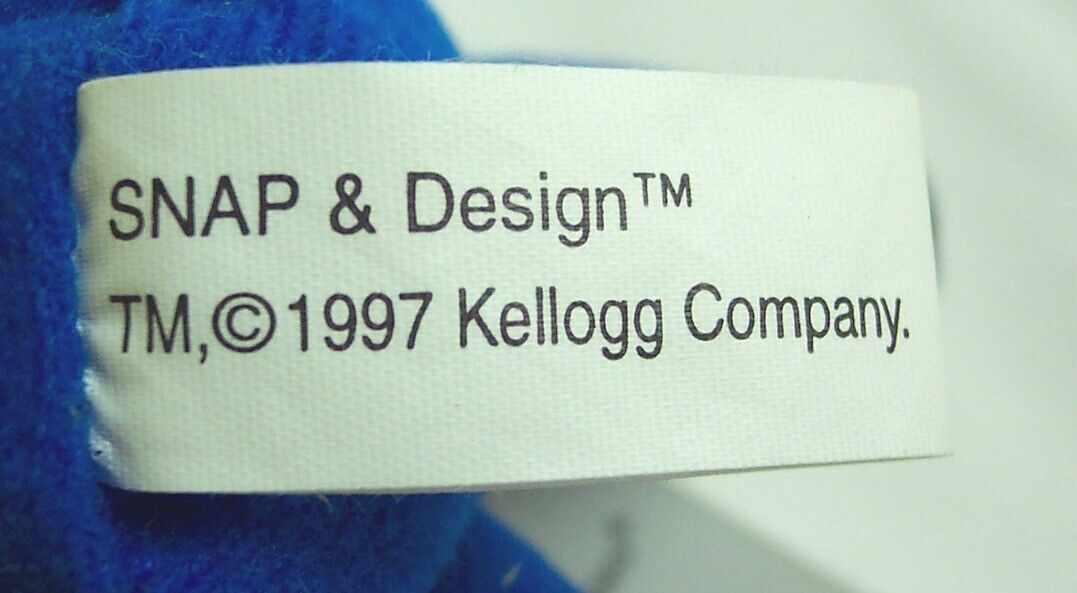 SNAP & Design™
TM,©1997 Kellogg Company.